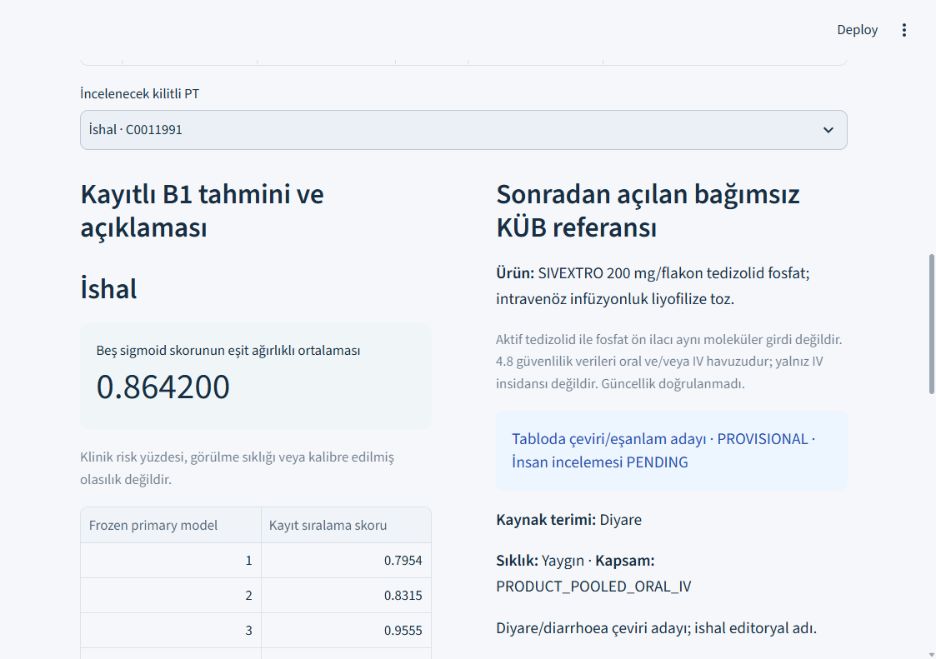 Deploy
İncelenecek kilitli PT
İshal · C0011991
Kayıtlı B1 tahmini ve
açıklaması
İshal
Beş sigmoid skorunun eşit ağırlıklı ortalaması
0.864200
Klinik risk yüzdesi, görülme sıklığı veya kalibre edilmiş
olasılık değildir.
Frozen primary model Kayıt sıralama skoru
1 0.7954
2 0.8315
3 0.9555
Sonradan açılan bağımsız
KÜB referansı
Ürün: SIVEXTRO 200 mg/flakon tedizolid fosfat;
intravenöz infüzyonluk liyofilize toz.
Aktif tedizolid ile fosfat ön ilacı aynı moleküler girdi değildir.
4.8 güvenlik verileri oral ve/veya IV havuzudur; yalnız IV
insidansı değildir. Güncellik doğrulanmadı.
Tabloda çeviri/eşanlam adayı · PROVISIONAL ·
İnsan incelemesi PENDING
Kaynak terimi: Diyare
Sıklık: Yaygın · Kapsam:
PRODUCT_POOLED_ORAL_IV
Diyare/diarrhoea çeviri adayı; ishal editoryal adı.